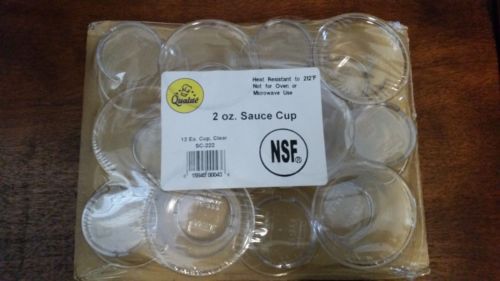 Qualité
Heat Resistant to 212°F
Not for Oven or
Microwave Use
2 oz. Sauce Cup
12 Ea. Cup, Clear
SC-222
NSF®